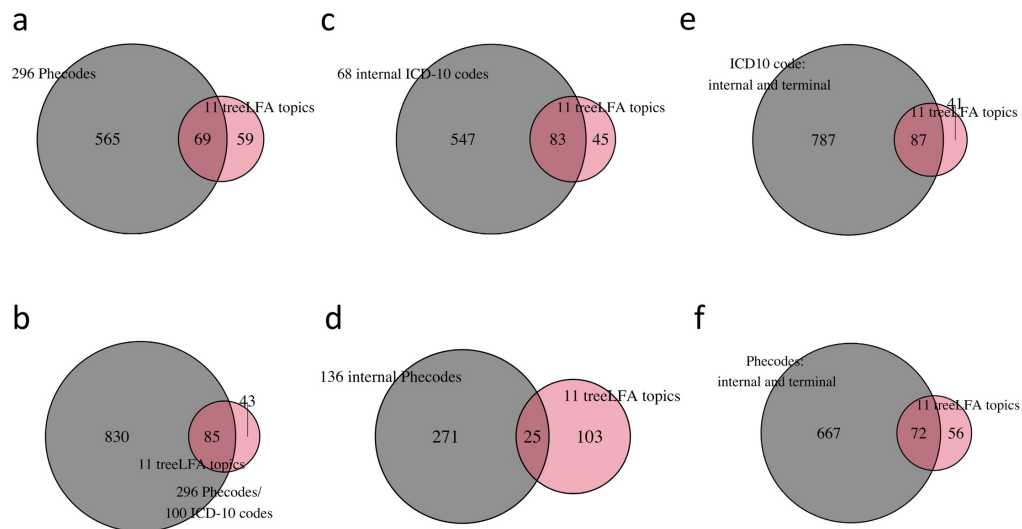 a
296 Phecodes
11 treeLFA topics
565
69
59
c
68 internal ICD-10 codes
11 treeLFA topics
547
83
45
e
ICD10 code:
internal and terminal
41
11 treeLFA topics
787
87
b
43
830
85
11 treeLFA topics
296 Phecodes/
100 ICD-10 codes
d
136 internal Phecodes
11 treeLFA topics
271
25
103
f
Phecodes:
internal and terminal
11 treeLFA topics
667
72
56